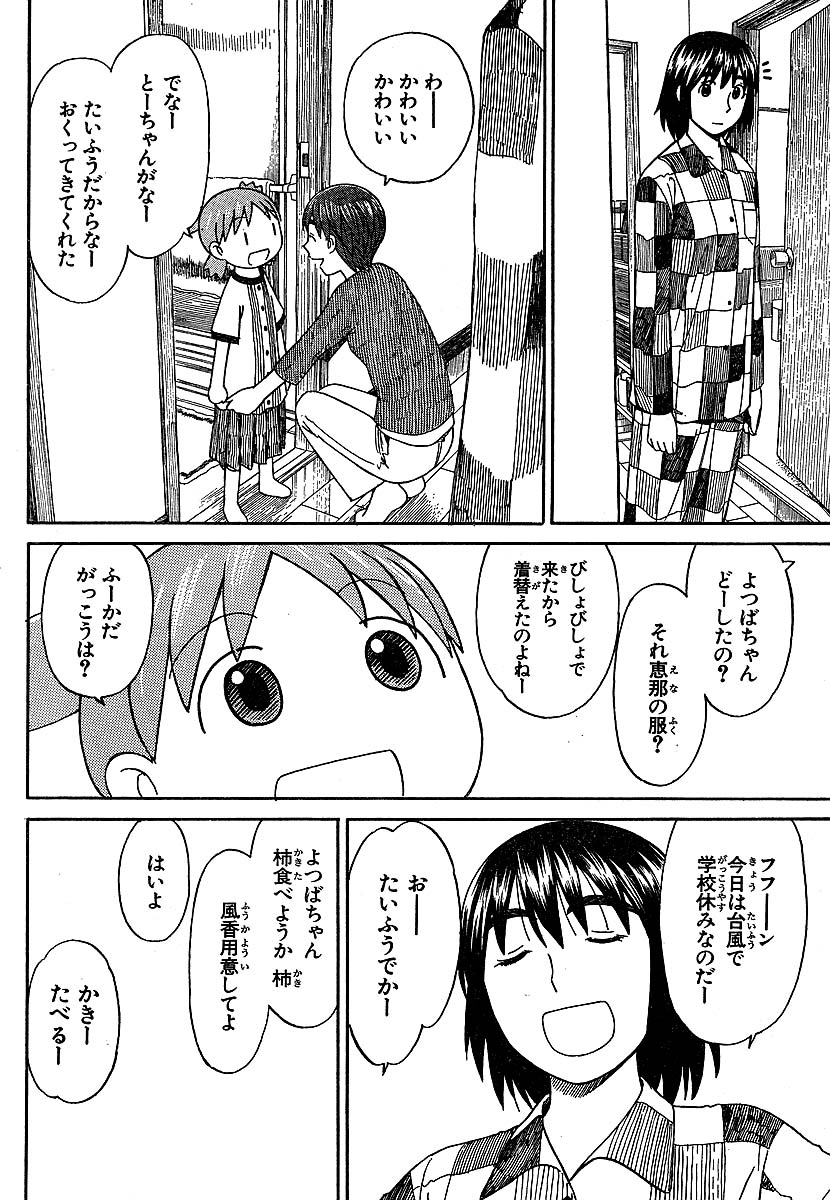 わーー
かわいい
かわいい
でなー
とーちゃんがなー
たいふうだからなー
おくってきてくれた
よつばちゃん
どーしたの？
それ恵那の服？
びしょびしょで
来たから
着替えたのよねー
ふーかだ
がっこうは？
フフーーン
今日は台風で
学校休みなのだー
おーー
たいふうでかー
よつばちゃん
柿食べようか 柿
風香用意してよ
はいよ
かきー
たべるー